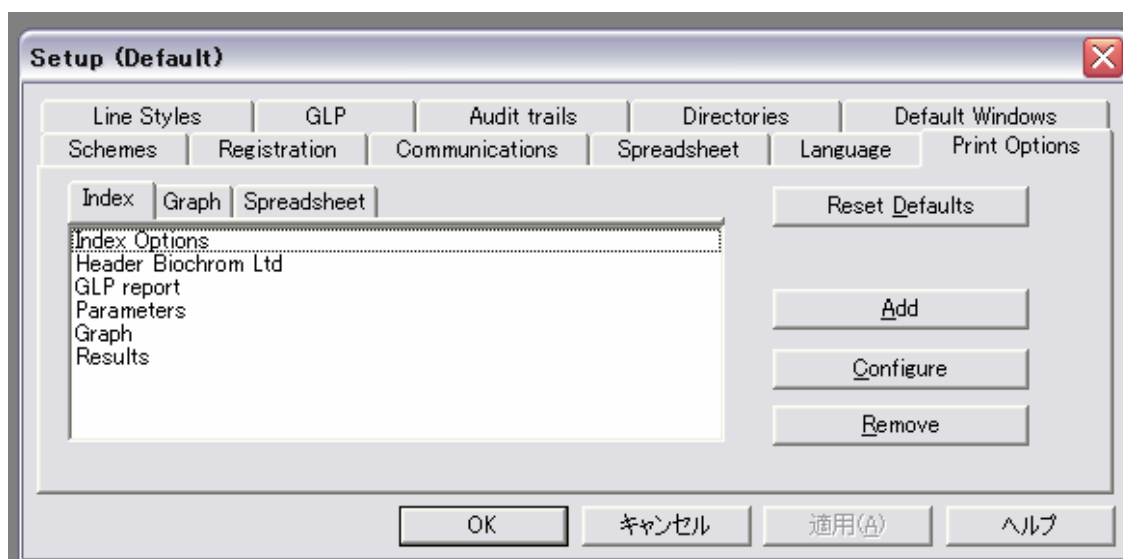 Setup (Default)
Line Styles GLP Audit trails Directories Default Windows
Schemes Registration Communications Spreadsheet Language Print Options
Index Graph Spreadsheet
Reset Defaults
Index Options
Header Biochrom Ltd
GLP report
Parameters
Graph
Results
Add
Configure
Remove
OK キャンセル 適用(A) ヘルプ